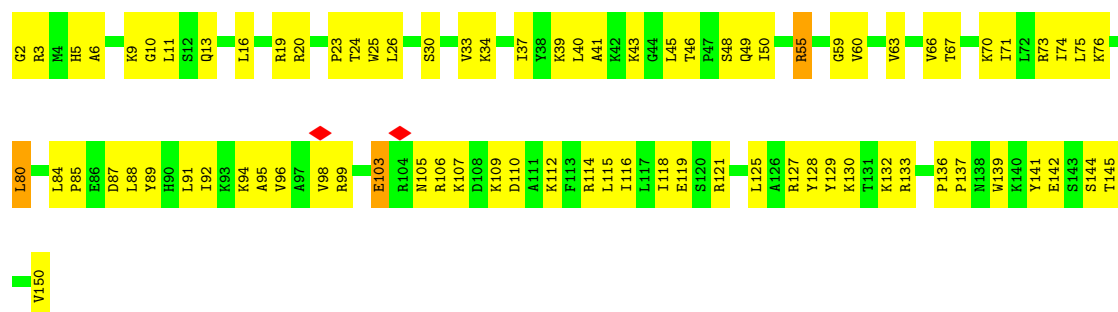 G2 R3 M4 H5 A6 K9 G10 L11 S12 Q13 L16 R19 R20 P23 T24 W25 L26 S30 V33 K34 I37 Y38 K39 L40 A41 K42 K43 G44 L45 T46 P47 S48 Q49 I50 R55 G59 V60 V63 V66 T67 K70 I71 L72 R73 I74 L75 K76
L80 L84 P85 E86 D87 L88 Y89 H90 L91 I92 K93 K94 A95 V96 A97 V98 R99 E103 R104 N105 R106 K107 D108 K109 D110 A111 K112 F113 R114 L115 I116 L117 I118 E119 S120 R121 L125 A126 R127 Y128 Y129 K130 T131 K132 R133 P136 P137 N138 W139 K140 Y141 E142 S143 S144 T145
V150